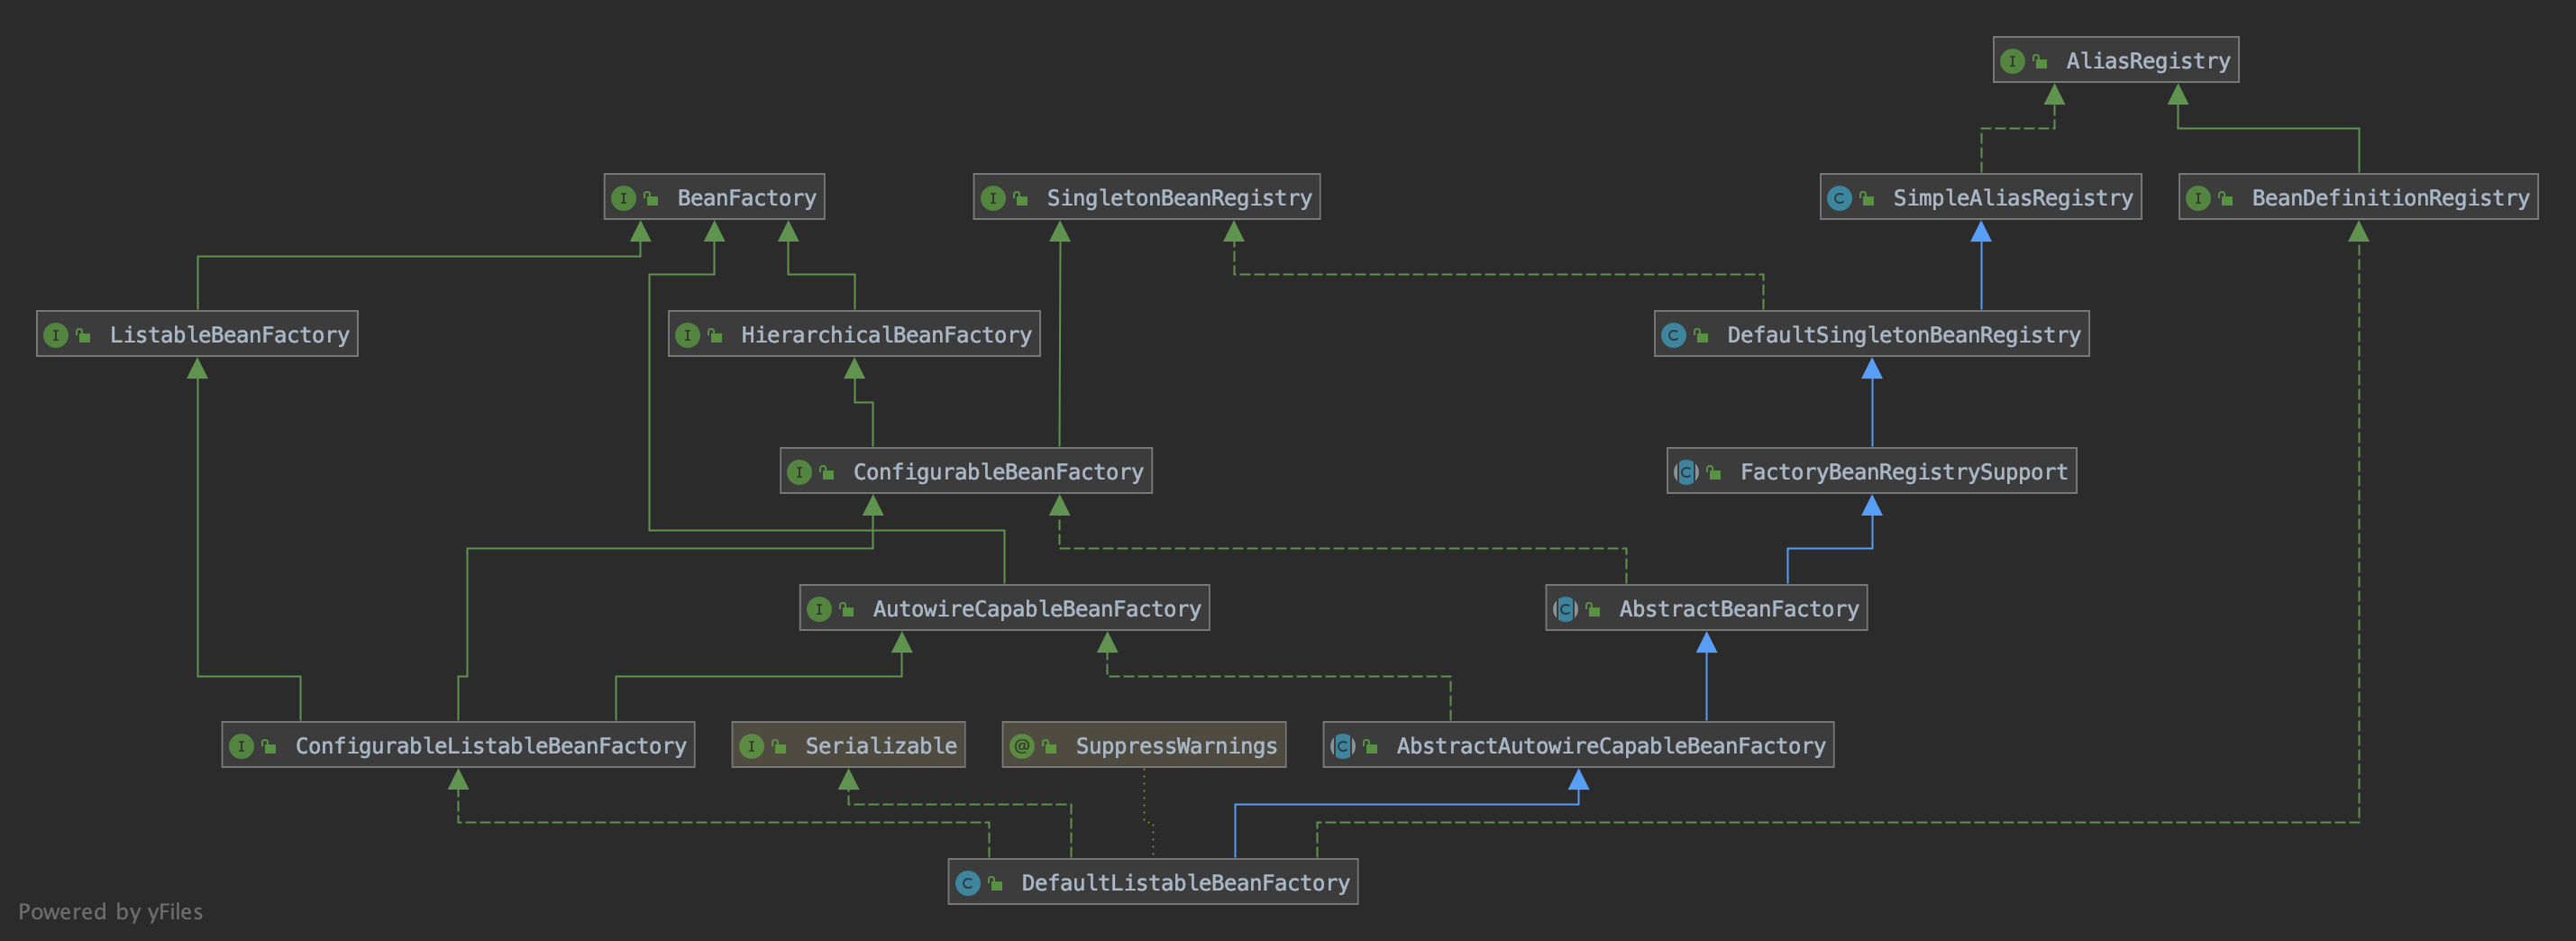 AliasRegistry
BeanFactory
SingletonBeanRegistry
SimpleAliasRegistry
BeanDefinitionRegistry
ListableBeanFactory
HierarchicalBeanFactory
DefaultSingletonBeanRegistry
ConfigurableBeanFactory
FactoryBeanRegistrySupport
AutowireCapableBeanFactory
AbstractBeanFactory
ConfigurableListableBeanFactory
Serializable
SuppressWarnings
AbstractAutowireCapableBeanFactory
DefaultListableBeanFactory
Powered by yFiles